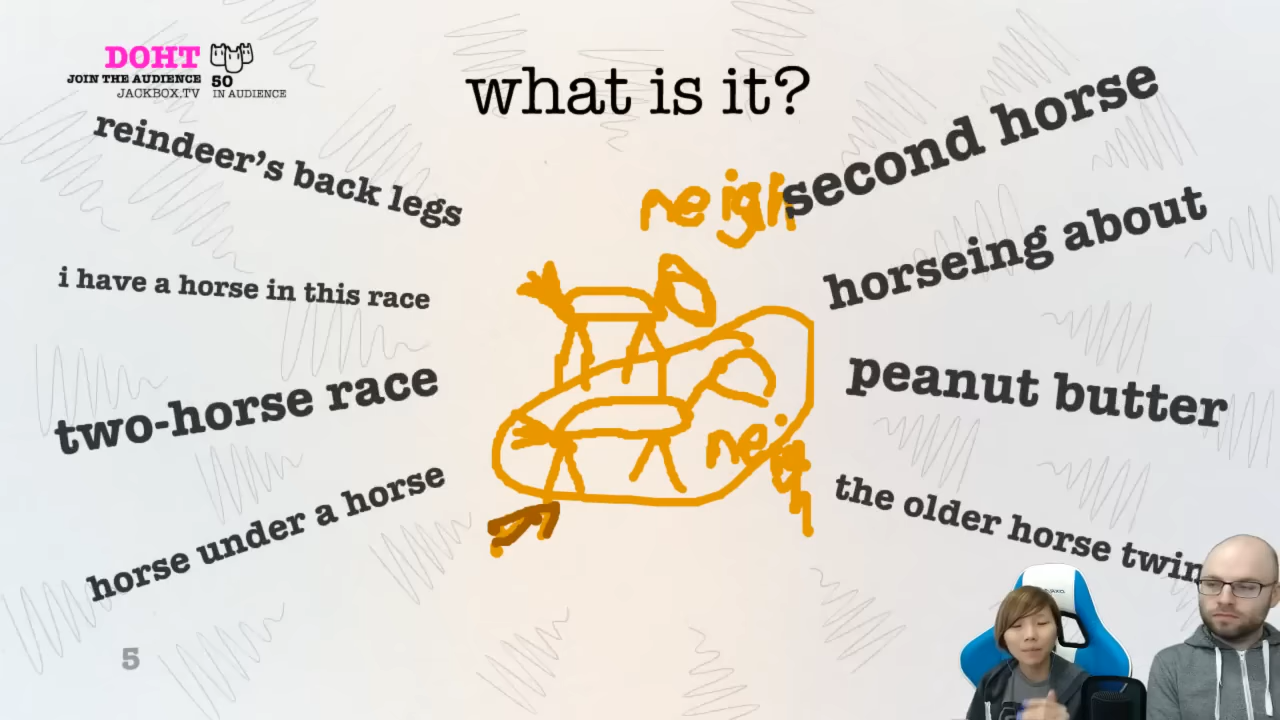 DOHT
JOIN THE AUDIENCE
JACKBOX.TV
50
IN AUDIENCE
what is it?
reindeer's back legs
i have a horse in this race
two-horse race
horse under a horse
second horse
horseing about
peanut butter
the older horse twin
neigh
neigh
5